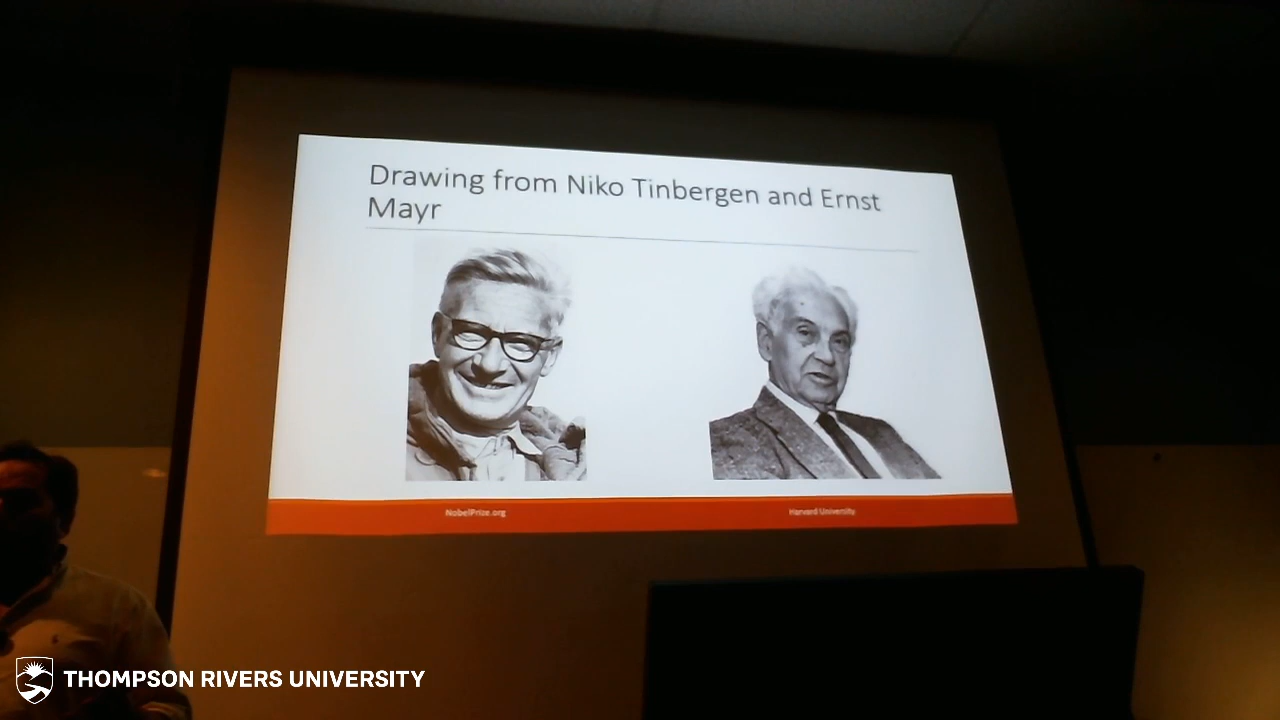 Drawing from Niko Tinbergen and Ernst
Mayr
NobelPrize.org
Harvard University
THOMPSON RIVERS UNIVERSITY